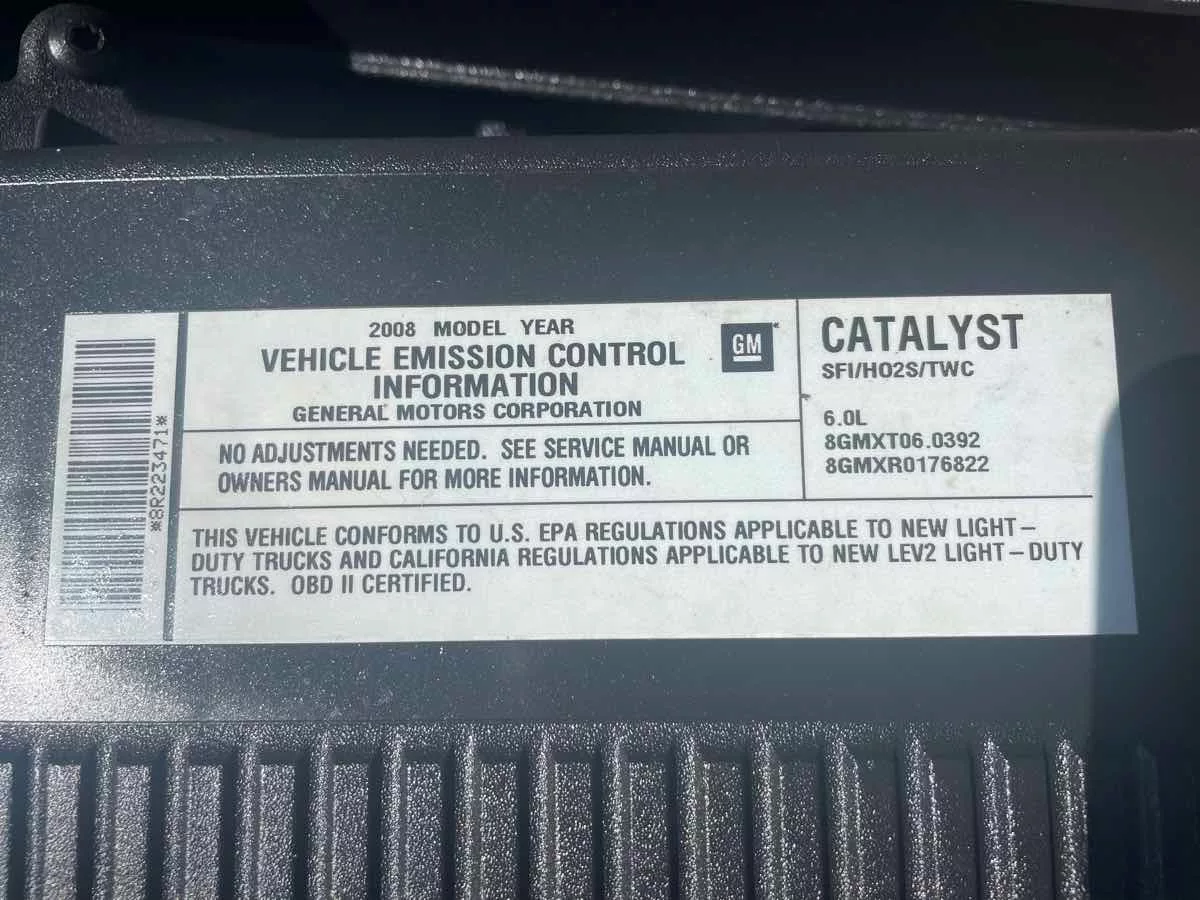 *8R223471*
2008 MODEL YEAR
VEHICLE EMISSION CONTROL
INFORMATION
GENERAL MOTORS CORPORATION
GM
NO ADJUSTMENTS NEEDED. SEE SERVICE MANUAL OR
OWNERS MANUAL FOR MORE INFORMATION.
CATALYST
SFI/HO2S/TWC
6.0L
8GMXT06.0392
8GMXR0176822
THIS VEHICLE CONFORMS TO U.S. EPA REGULATIONS APPLICABLE TO NEW LIGHT-
DUTY TRUCKS AND CALIFORNIA REGULATIONS APPLICABLE TO NEW LEV2 LIGHT-DUTY
TRUCKS. OBD II CERTIFIED.